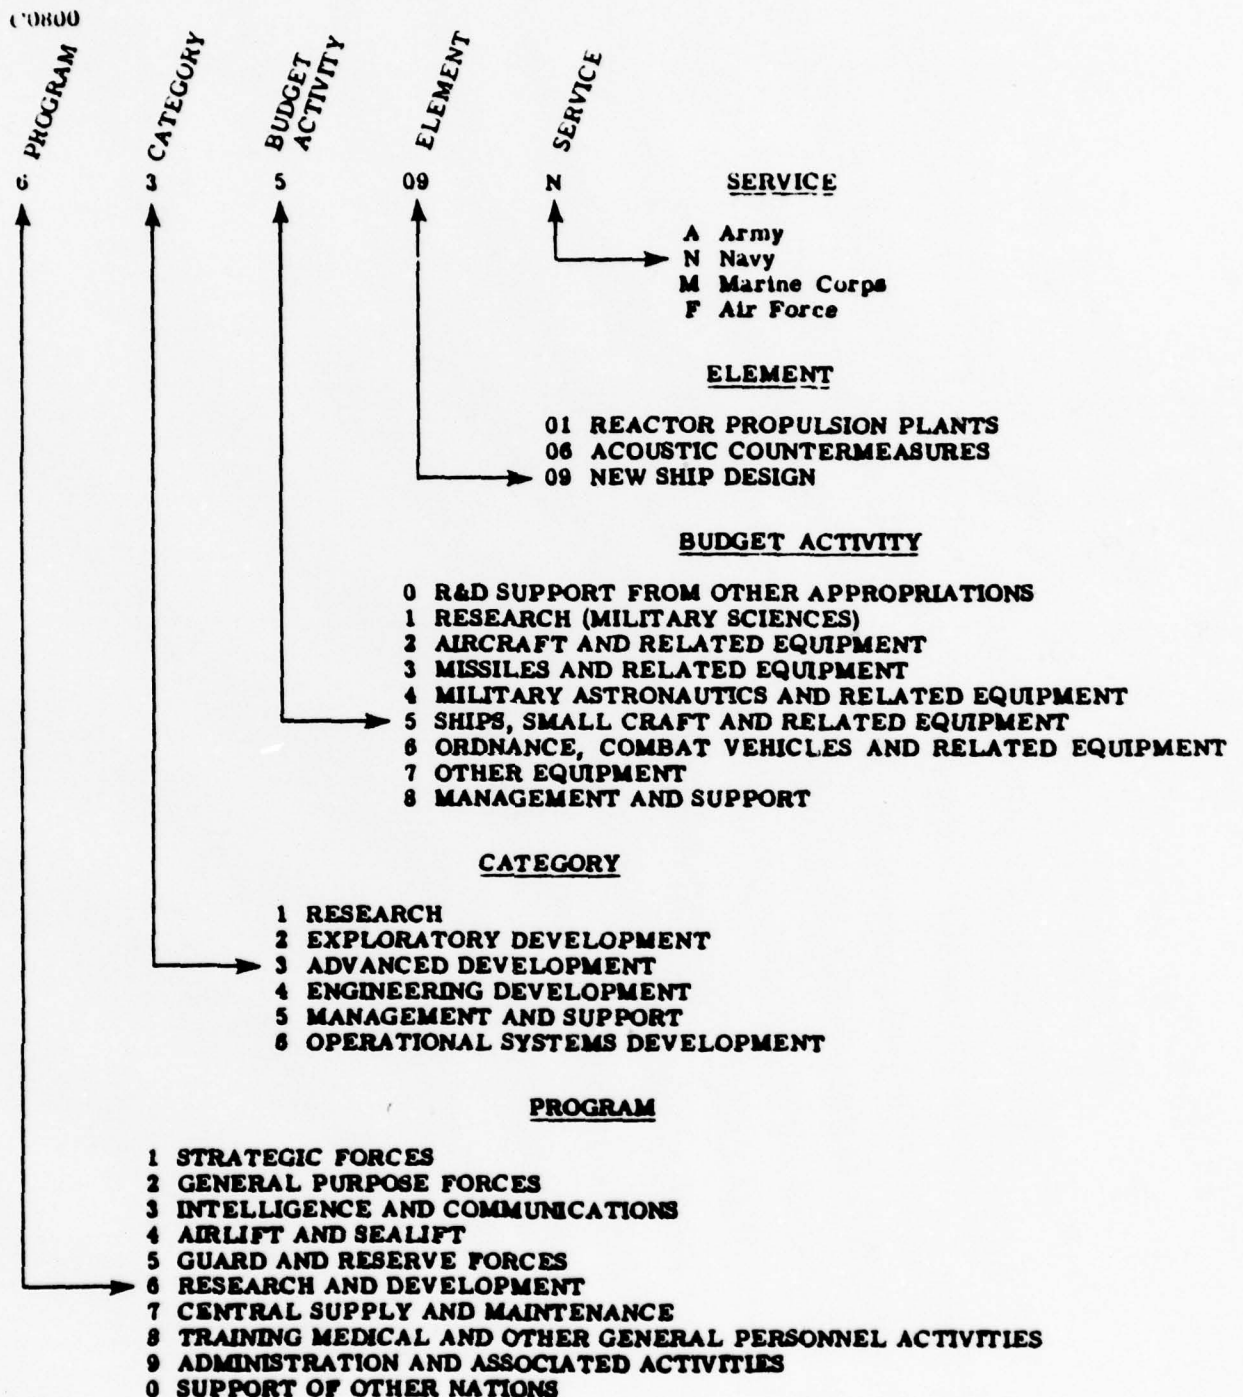 C0800
PROGRAM
CATEGORY
BUDGET
ACTIVITY
ELEMENT
SERVICE
6 3 5 09 N
SERVICE
A Army
N Navy
M Marine Corps
F Air Force
ELEMENT
01 REACTOR PROPULSION PLANTS
06 ACOUSTIC COUNTERMEASURES
09 NEW SHIP DESIGN
BUDGET ACTIVITY
0 R&D SUPPORT FROM OTHER APPROPRIATIONS
1 RESEARCH (MILITARY SCIENCES)
2 AIRCRAFT AND RELATED EQUIPMENT
3 MISSILES AND RELATED EQUIPMENT
4 MILITARY ASTRONAUTICS AND RELATED EQUIPMENT
5 SHIPS, SMALL CRAFT AND RELATED EQUIPMENT
6 ORDNANCE, COMBAT VEHICLES AND RELATED EQUIPMENT
7 OTHER EQUIPMENT
8 MANAGEMENT AND SUPPORT
CATEGORY
1 RESEARCH
2 EXPLORATORY DEVELOPMENT
3 ADVANCED DEVELOPMENT
4 ENGINEERING DEVELOPMENT
5 MANAGEMENT AND SUPPORT
6 OPERATIONAL SYSTEMS DEVELOPMENT
PROGRAM
1 STRATEGIC FORCES
2 GENERAL PURPOSE FORCES
3 INTELLIGENCE AND COMMUNICATIONS
4 AIRLIFT AND SEALIFT
5 GUARD AND RESERVE FORCES
6 RESEARCH AND DEVELOPMENT
7 CENTRAL SUPPLY AND MAINTENANCE
8 TRAINING MEDICAL AND OTHER GENERAL PERSONNEL ACTIVITIES
9 ADMINISTRATION AND ASSOCIATED ACTIVITIES
0 SUPPORT OF OTHER NATIONS